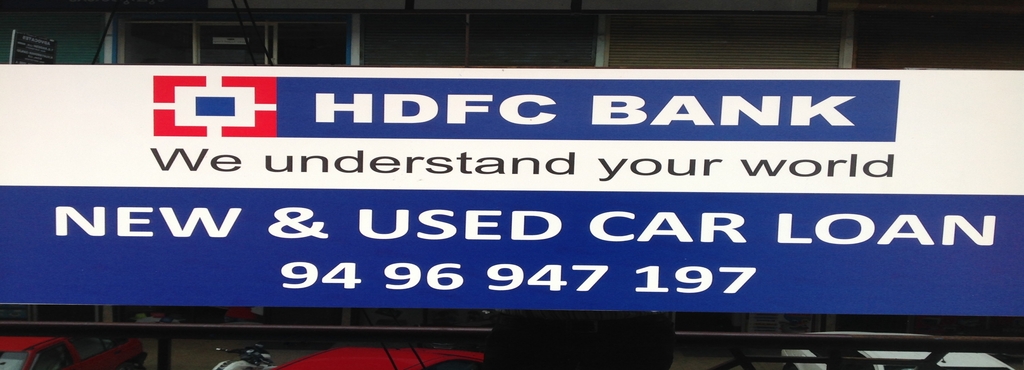 HDFC BANK
We understand your world
NEW & USED CAR LOAN
94 96 947 197